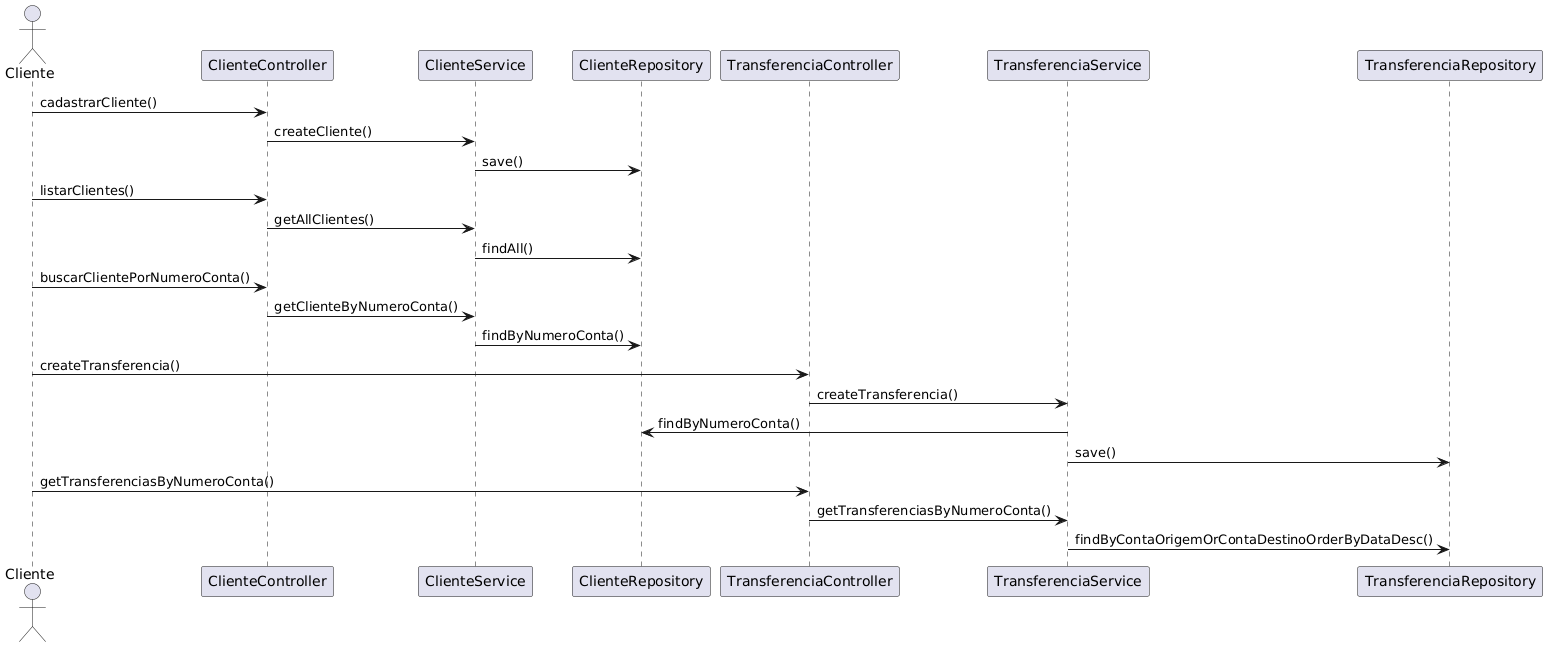 Cliente
ClienteController
ClienteService
ClienteRepository
TransferenciaController
TransferenciaService
TransferenciaRepository
cadastrarCliente()
createCliente()
save()
listarClientes()
getAllClientes()
findAll()
buscarClientePorNumeroConta()
getClienteByNumeroConta()
findByNumeroConta()
createTransferencia()
createTransferencia()
findByNumeroConta()
save()
getTransferenciasByNumeroConta()
getTransferenciasByNumeroConta()
findByContaOrigemOrContaDestinoOrderByDataDesc()
Cliente
ClienteController
ClienteService
ClienteRepository
TransferenciaController
TransferenciaService
TransferenciaRepository